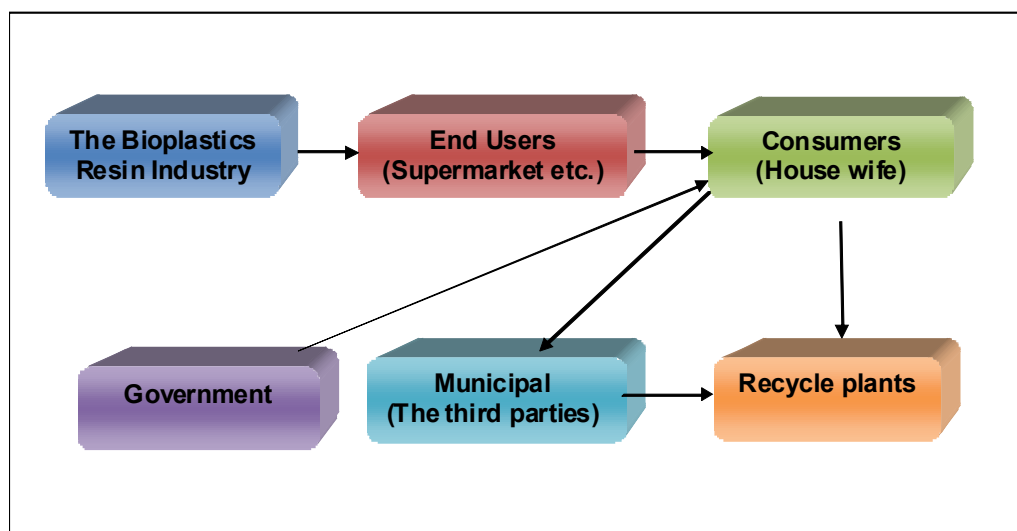 The Bioplastics
Resin Industry
End Users
(Supermarket etc.)
Consumers
(House wife)
Government
Municipal
(The third parties)
Recycle plants